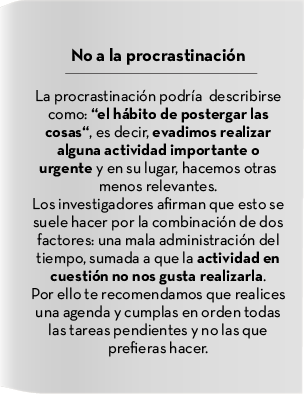 No a la procrastinación
La procrastinación podría describirse
como: “el hábito de postergar las
cosas“, es decir, evadimos realizar
alguna actividad importante o
urgente y en su lugar, hacemos otras
menos relevantes.
Los investigadores afirman que esto se
suele hacer por la combinación de dos
factores: una mala administración del
tiempo, sumada a que la actividad en
cuestión no nos gusta realizarla.
Por ello te recomendamos que realices
una agenda y cumplas en orden todas
las tareas pendientes y no las que
prefieras hacer.